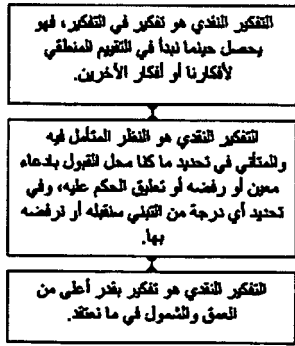 التفكير النقدي هو تفكير في التفكير، فهو
يحصل حينما نبدأ في التقييم المنطقي
لأفكارنا أو أفكار الآخرين.
التفكير النقدي هو النظر المتأمل فيه
والمتأني في تحديد ما كنا محل القبول بادعاء
معين أو رفضه أو تعليق الحكم عليه، وفي
تحديد أي درجة من التبني سنقبله أو نرفضه
بها.
التفكير النقدي هو تفكير بقدر أعلى من
العمق والشمول في ما نعتقد.